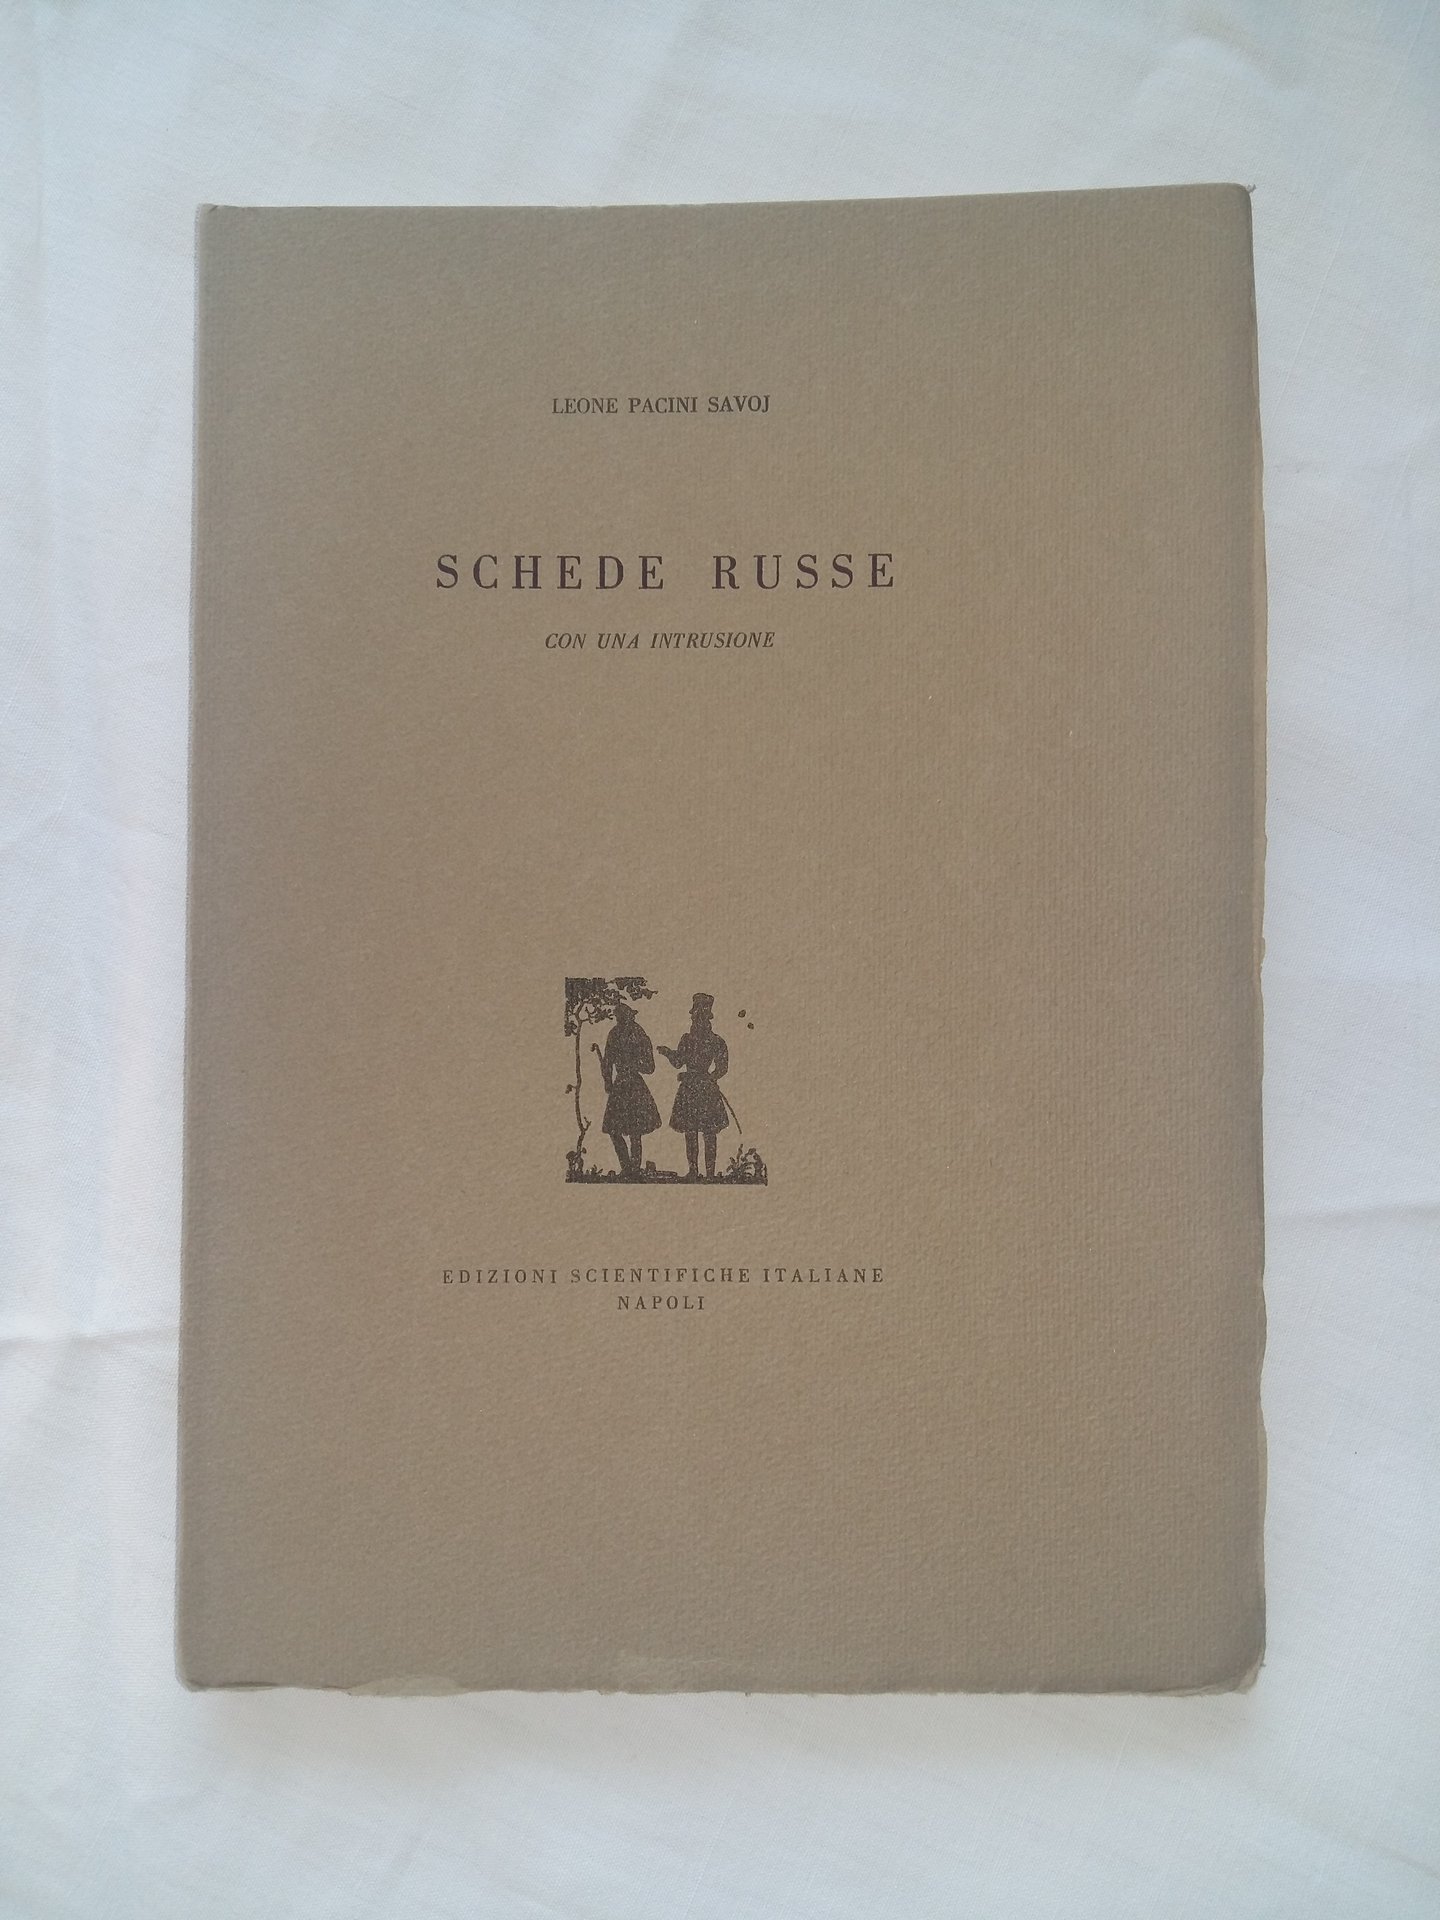 LEONE PACINI SAVOJ
SCHEDE RUSSE
CON UNA INTRUSIONE
EDIZIONI SCIENTIFICHE ITALIANE
NAPOLI